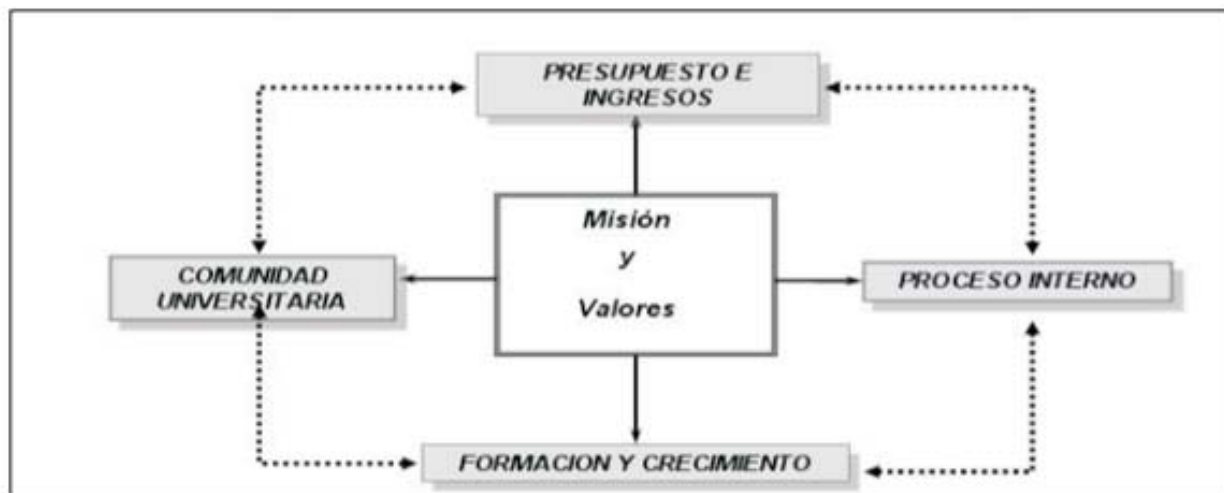 PRESUPUESTO E
INGRESOS
Misión
y
Valores
COMUNIDAD
UNIVERSITARIA
PROCESO INTERNO
FORMACION Y CRECIMIENTO